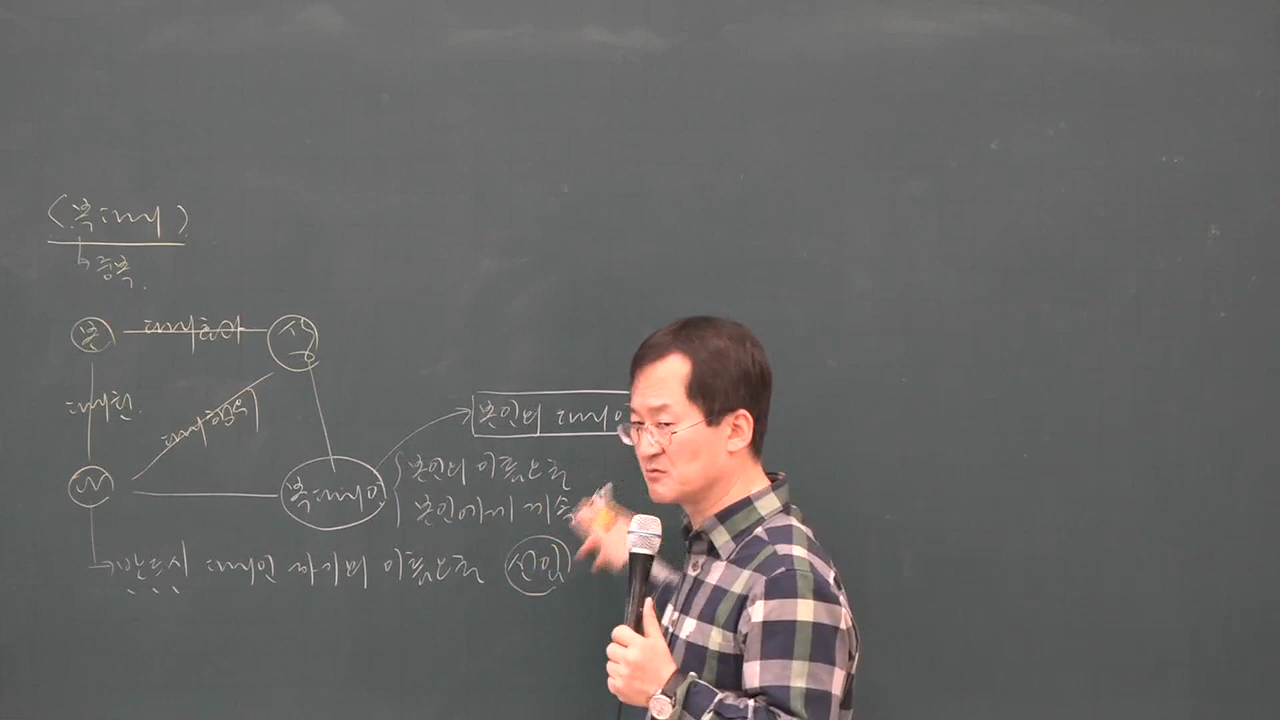 <복대리>
↳ 중복.
본 대리효과 상
대리권.
대리행위
대
복대리인
본인의 대리인
본인의 이름으로
본인에게 귀속
→ 반드시 대리인 자기의 이름으로 선임